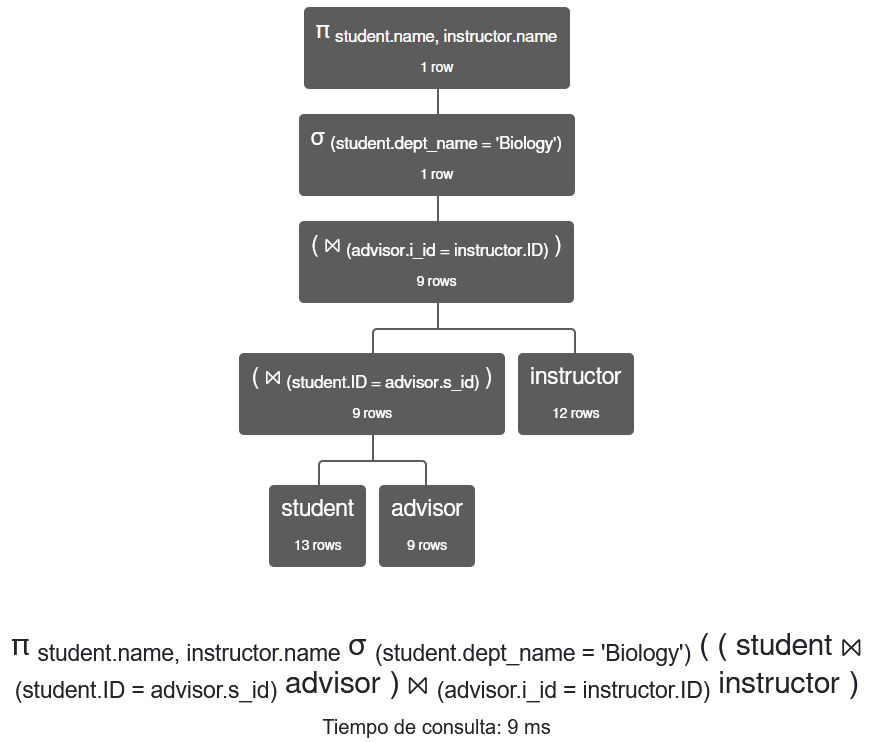 π student.name, instructor.name
1 row
σ (student.dept_name = 'Biology')
1 row
( ⋈ (advisor.i_id = instructor.ID) )
9 rows
( ⋈ (student.ID = advisor.s_id) )
9 rows
instructor
12 rows
student
13 rows
advisor
9 rows
π student.name, instructor.name σ (student.dept_name = 'Biology') ( ( student ⋈
(student.ID = advisor.s_id) advisor ) ⋈ (advisor.i_id = instructor.ID) instructor )
Tiempo de consulta: 9 ms